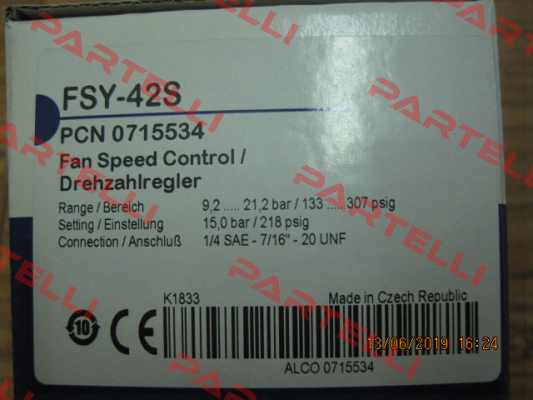 PARTELLI
PARTELLI
PARTELLI
FSY-42S
PCN 0715534
Fan Speed Control /
Drehzahlregler
Range / Bereich 9,2 ..... 21,2 bar / 133 ..... 307 psig
Setting / Einstellung 15,0 bar / 218 psig
Connection / Anschluß 1/4 SAE - 7/16" - 20 UNF
PARTELLI
PARTELLI
K1833 Made in Czech Republic
10 CE
13/06/2019 16:24
ALCO 0715534